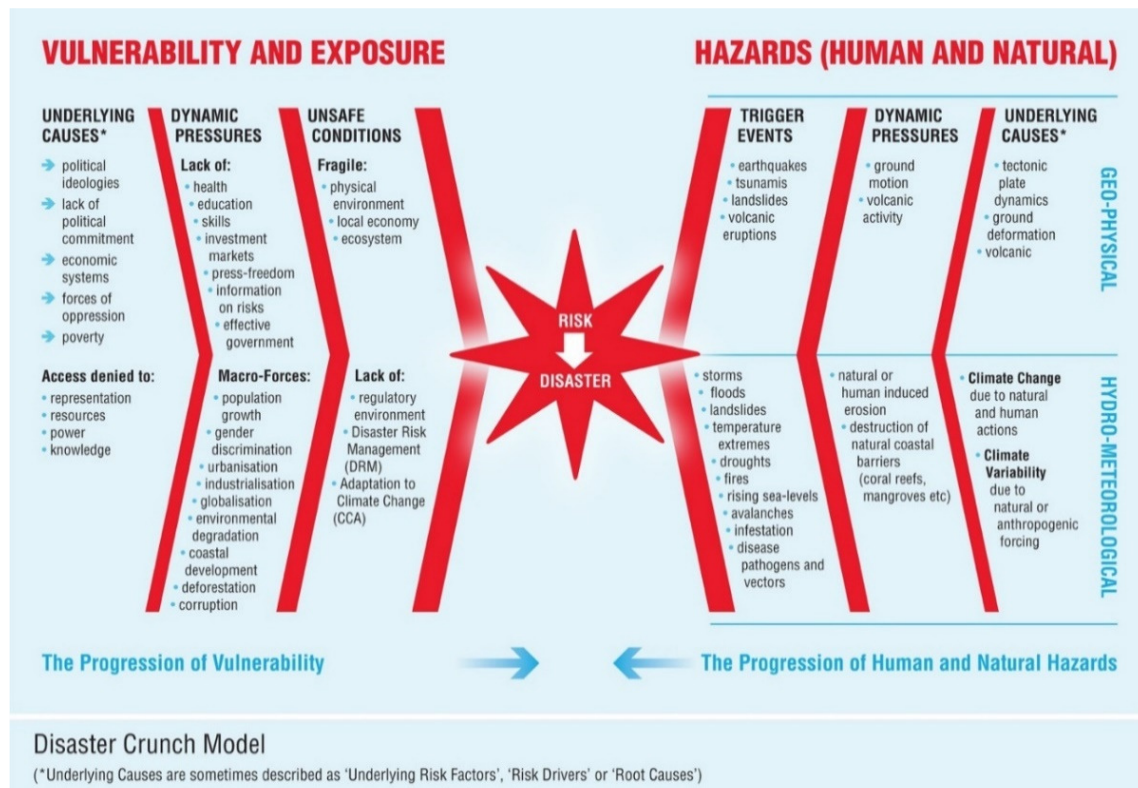 VULNERABILITY AND EXPOSURE
UNDERLYING
CAUSES*
→ political
ideologies
→ lack of
political
commitment
→ economic
systems
→ forces of
oppression
→ poverty
Access denied to:
• representation
• resources
• power
• knowledge
DYNAMIC
PRESSURES
Lack of:
• health
• education
• skills
• investment
markets
• press-freedom
• information
on risks
• effective
government
Macro-Forces:
• population
growth
• gender
discrimination
• urbanisation
• industrialisation
• globalisation
• environmental
degradation
• coastal
development
• deforestation
• corruption
UNSAFE
CONDITIONS
Fragile:
• physical
environment
• local economy
• ecosystem
Lack of:
• regulatory
environment
• Disaster Risk
Management
(DRM)
• Adaptation to
Climate Change
(CCA)
RISK
DISASTER
HAZARDS (HUMAN AND NATURAL)
TRIGGER
EVENTS
• earthquakes
• tsunamis
• landslides
• volcanic
eruptions
• storms
• floods
• landslides
• temperature
extremes
• droughts
• fires
• rising sea-levels
• avalanches
• infestation
• disease
pathogens and
vectors
DYNAMIC
PRESSURES
• ground
motion
• volcanic
activity
• natural or
human induced
erosion
• destruction of
natural coastal
barriers
(coral reefs,
mangroves etc)
UNDERLYING
CAUSES*
• tectonic
plate
dynamics
• ground
deformation
• volcanic
• Climate Change
due to natural
and human
actions
• Climate
Variability
due to
natural or
anthropogenic
forcing
GEO-PHYSICAL
HYDRO-METEOROLOGICAL
The Progression of Vulnerability
The Progression of Human and Natural Hazards
Disaster Crunch Model
(*Underlying Causes are sometimes described as ‘Underlying Risk Factors’, ‘Risk Drivers’ or ‘Root Causes’)